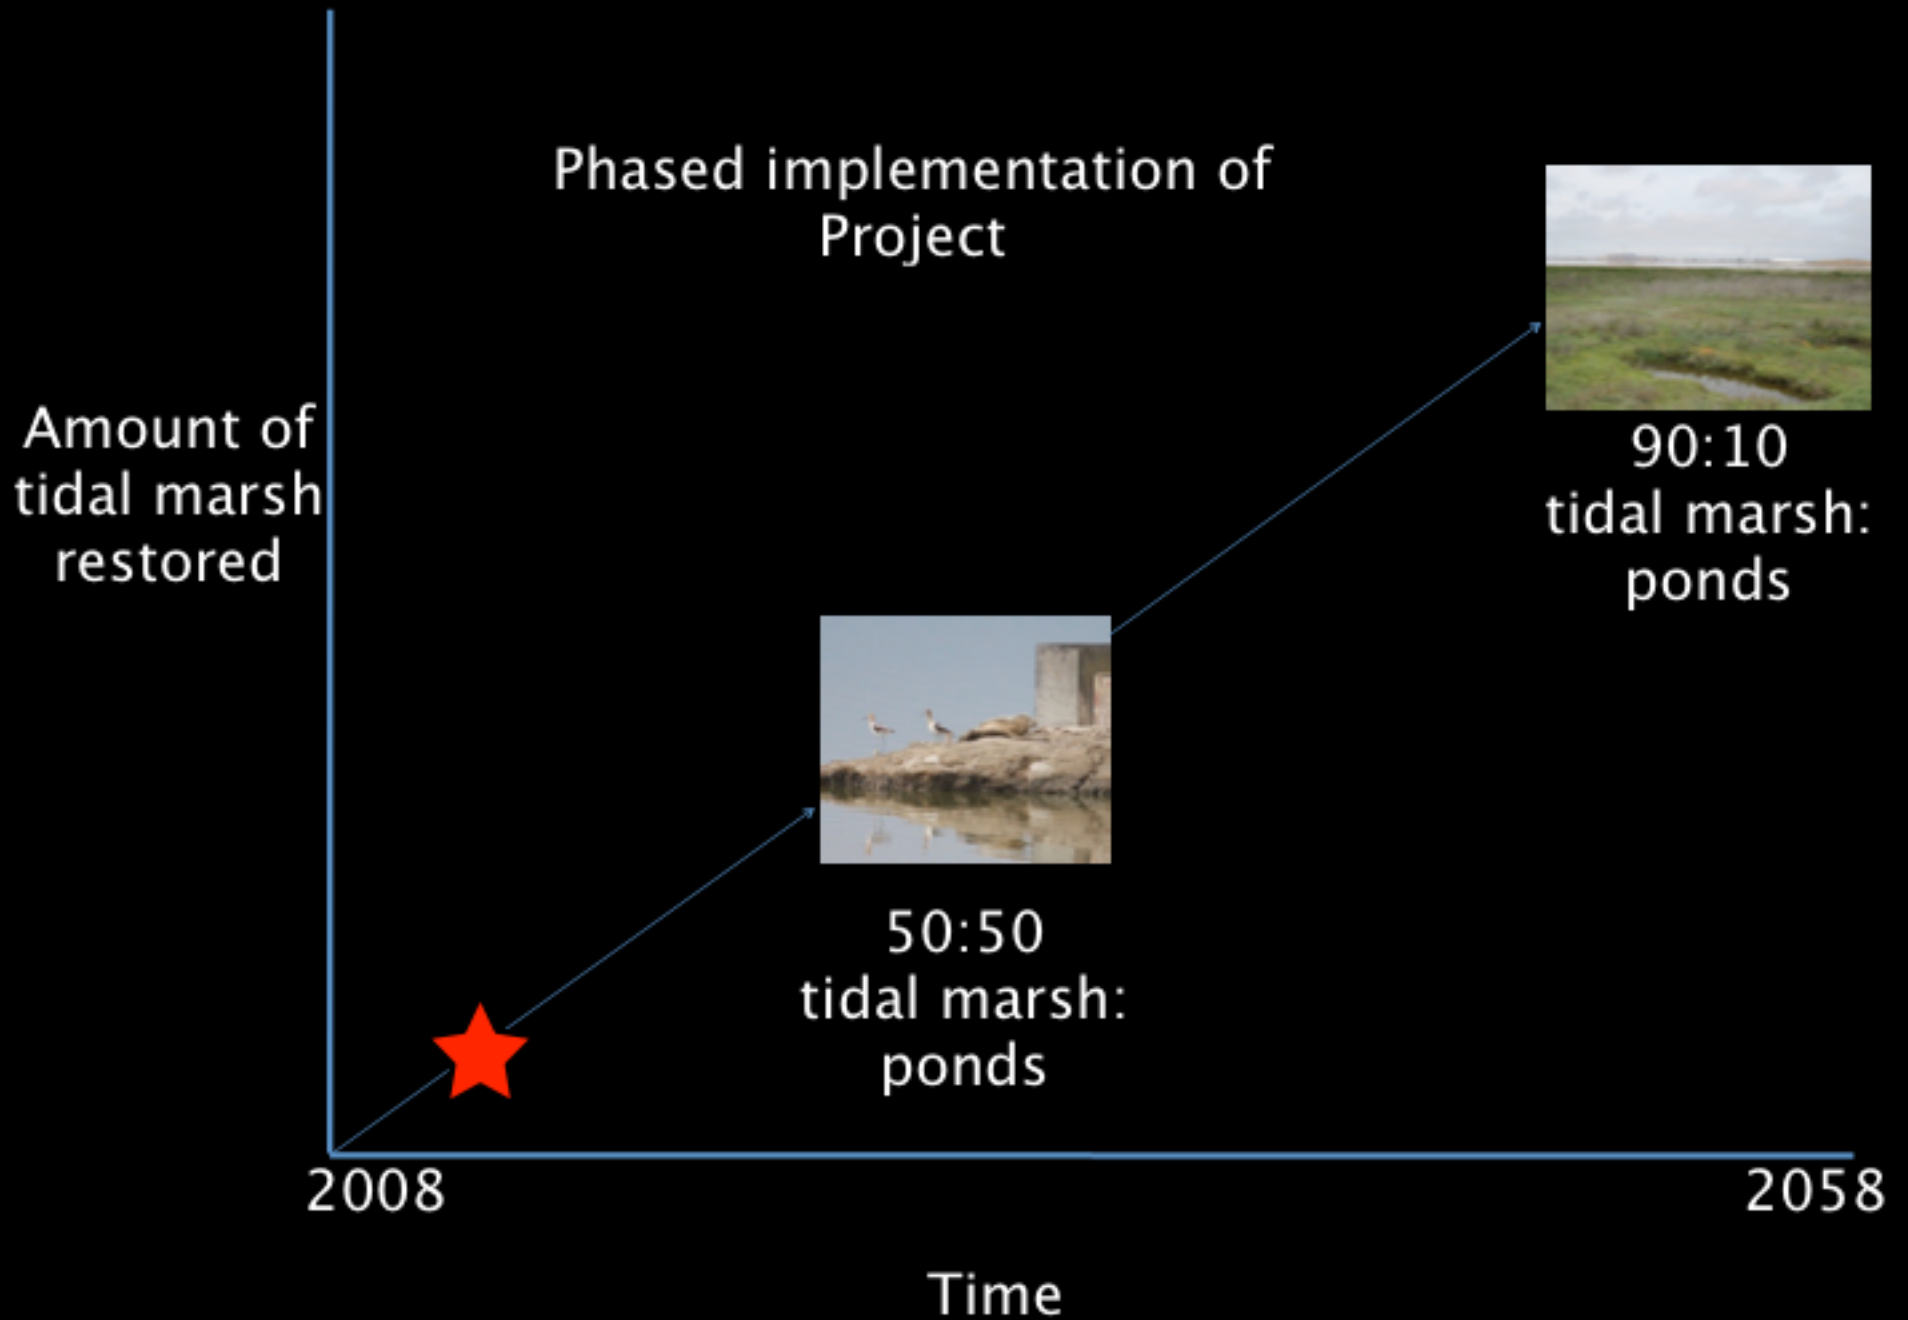 Phased implementation of
Project
Amount of
tidal marsh
restored
90:10
tidal marsh:
ponds
50:50
tidal marsh:
ponds
2008
2058
Time